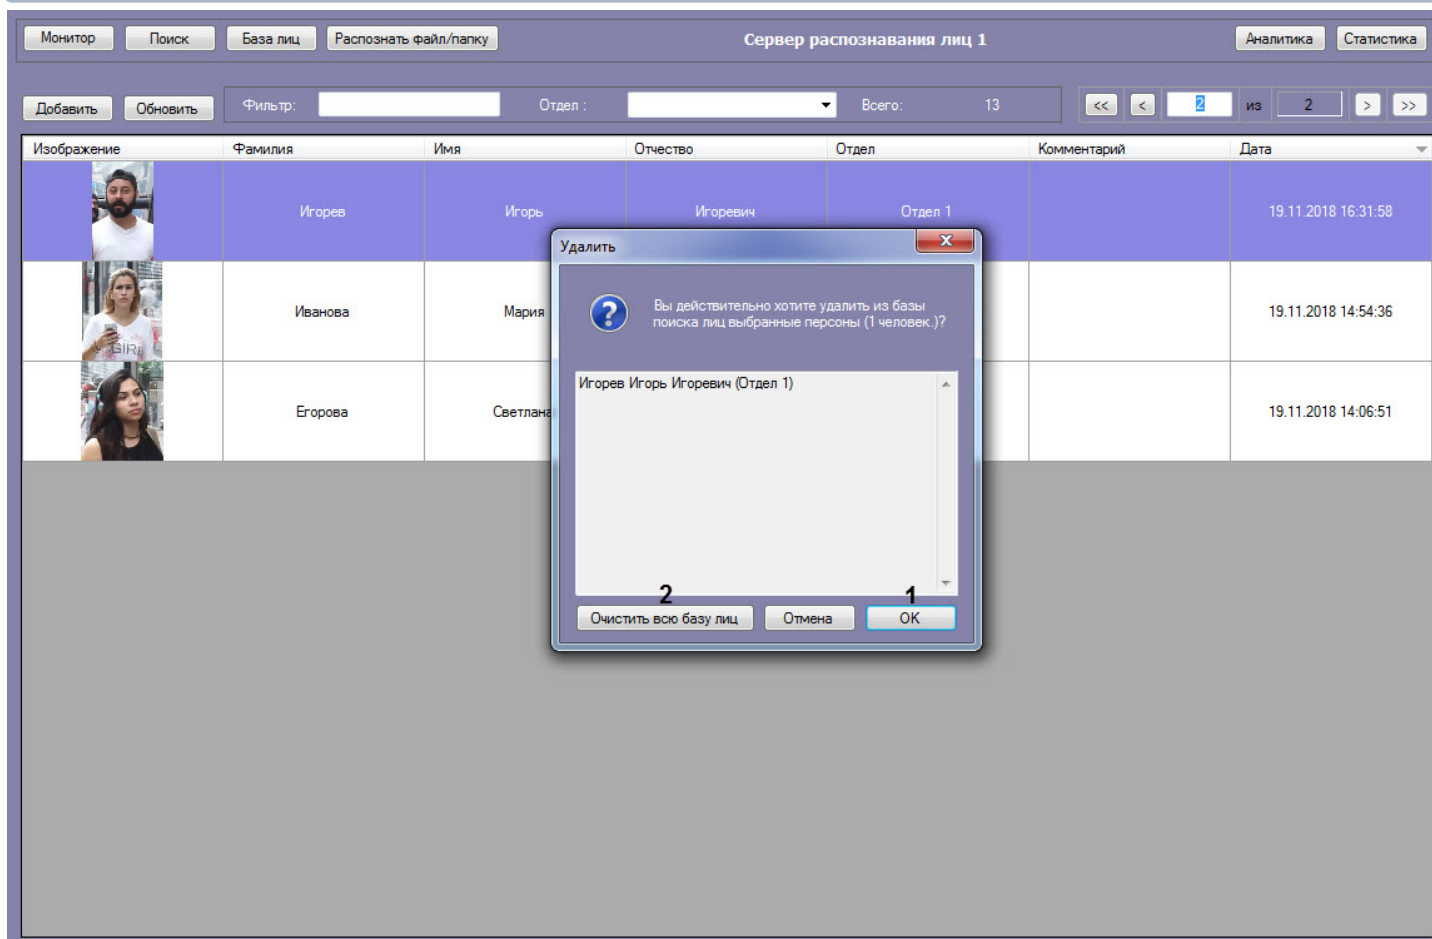 Монитор Поиск База лиц Распознать файл/папку Сервер распознавания лиц 1 Аналитика Статистика
Добавить Обновить Фильтр: Отдел : Всего: 13 << < 2 из 2 > >>
Изображение Фамилия Имя Отчество Отдел Комментарий Дата
Игорев Игорь Игоревич Отдел 1 19.11.2018 16:31:58
Иванова Мария 19.11.2018 14:54:36
Егорова Светлана 19.11.2018 14:06:51
Удалить
Вы действительно хотите удалить из базы
поиска лиц выбранные персоны (1 человек.)?
Игорев Игорь Игоревич (Отдел 1)
2 1
Очистить всю базу лиц Отмена OK